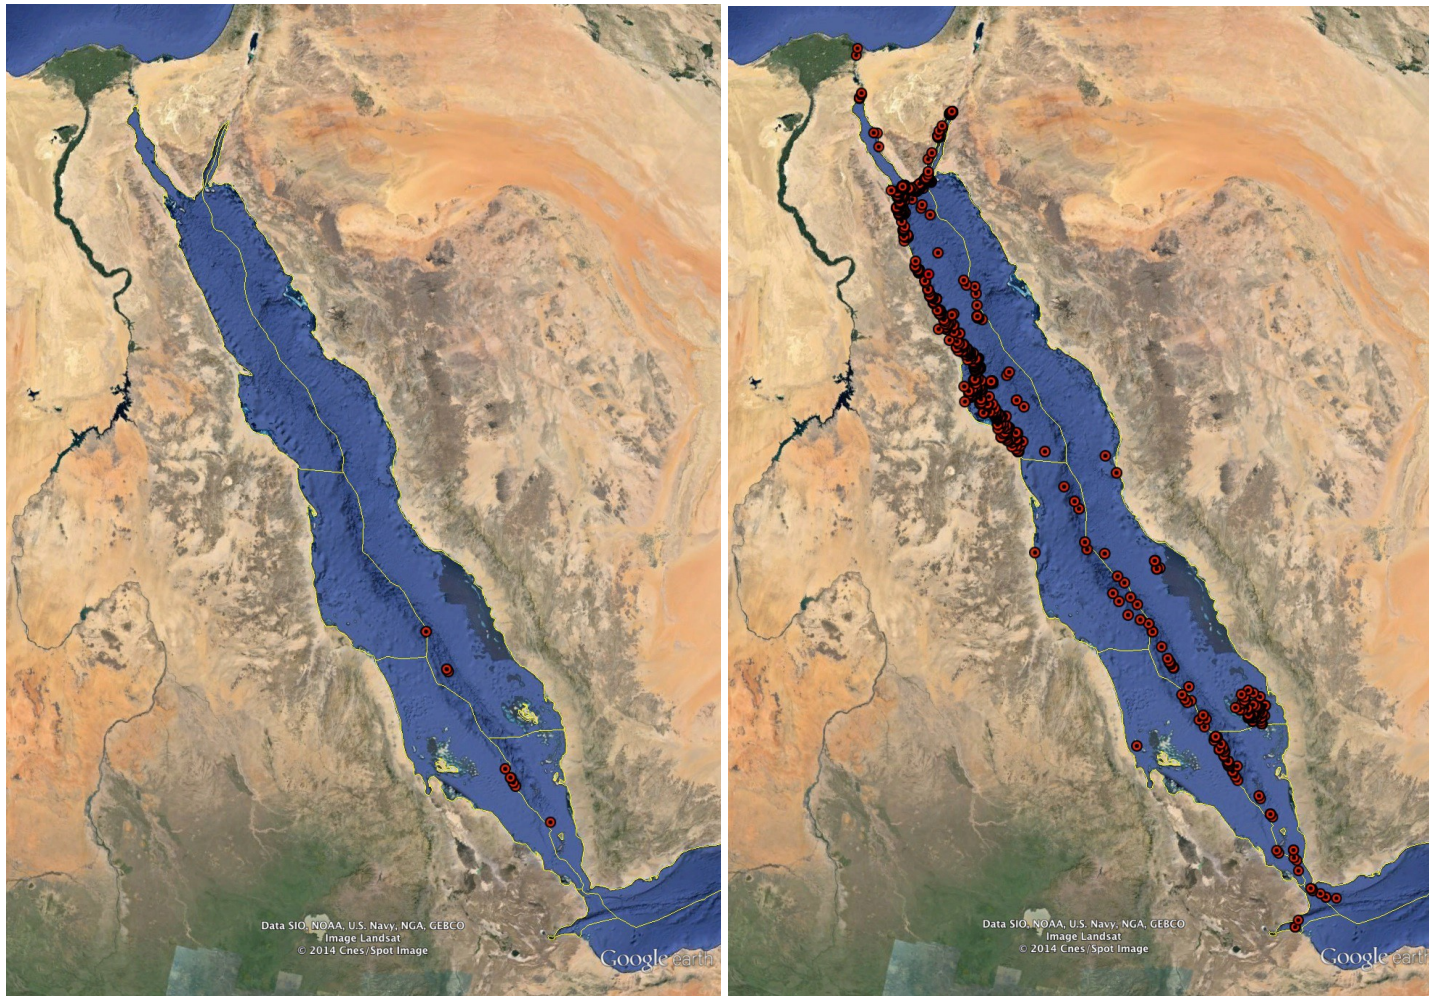 Data SIO, NOAA, U.S. Navy, NGA, GEBCO
Image Landsat
© 2014 Cnes/Spot Image
Google earth
Data SIO, NOAA, U.S. Navy, NGA, GEBCO
Image Landsat
© 2014 Cnes/Spot Image
Google earth